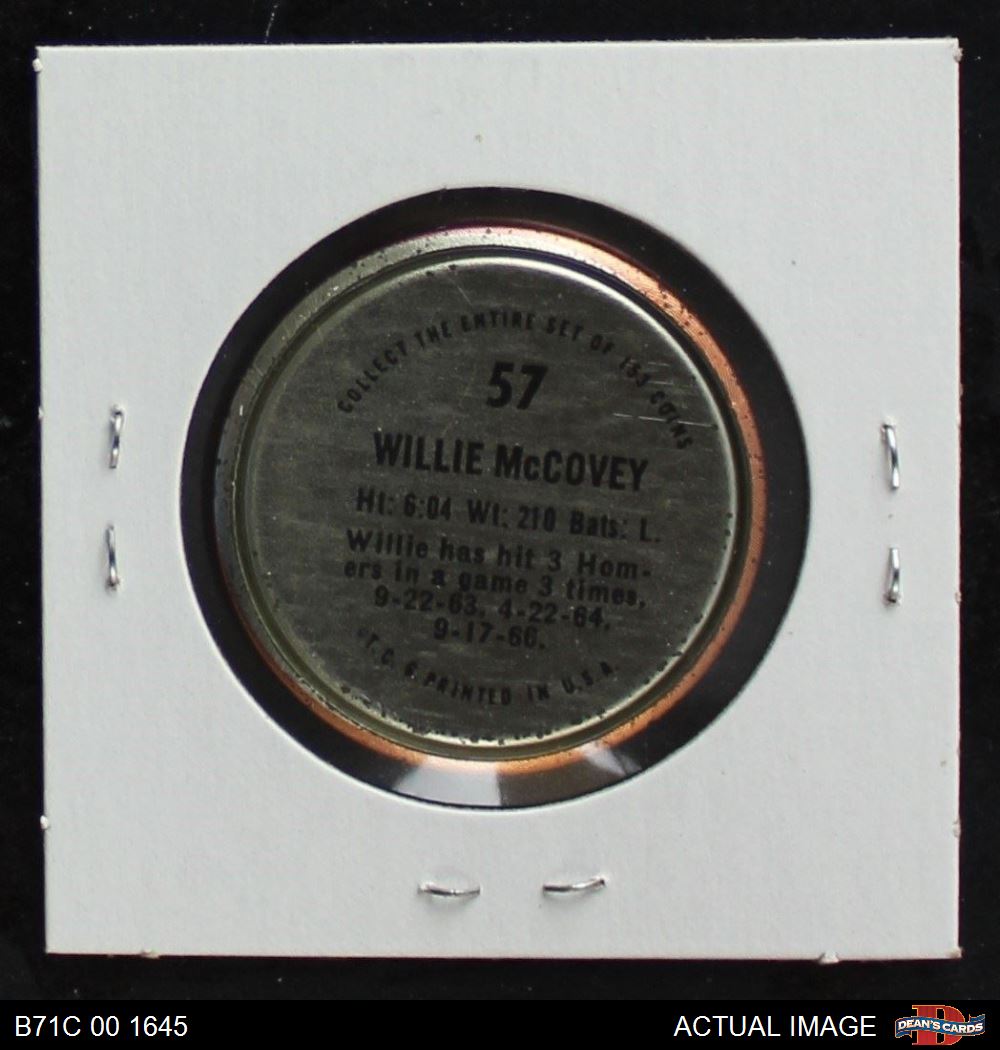 COLLECT THE ENTIRE SET OF 153 COINS
57
WILLIE McCOVEY
Ht: 6:04 Wt: 210 Bats: L.
Willie has hit 3 Hom-
ers in a game 3 times,
9-22-63, 4-22-64,
9-17-66.
*T. C. G. PRINTED IN U.S.A.
B71C 00 1645
ACTUAL IMAGE
D
DEAN'S CARDS